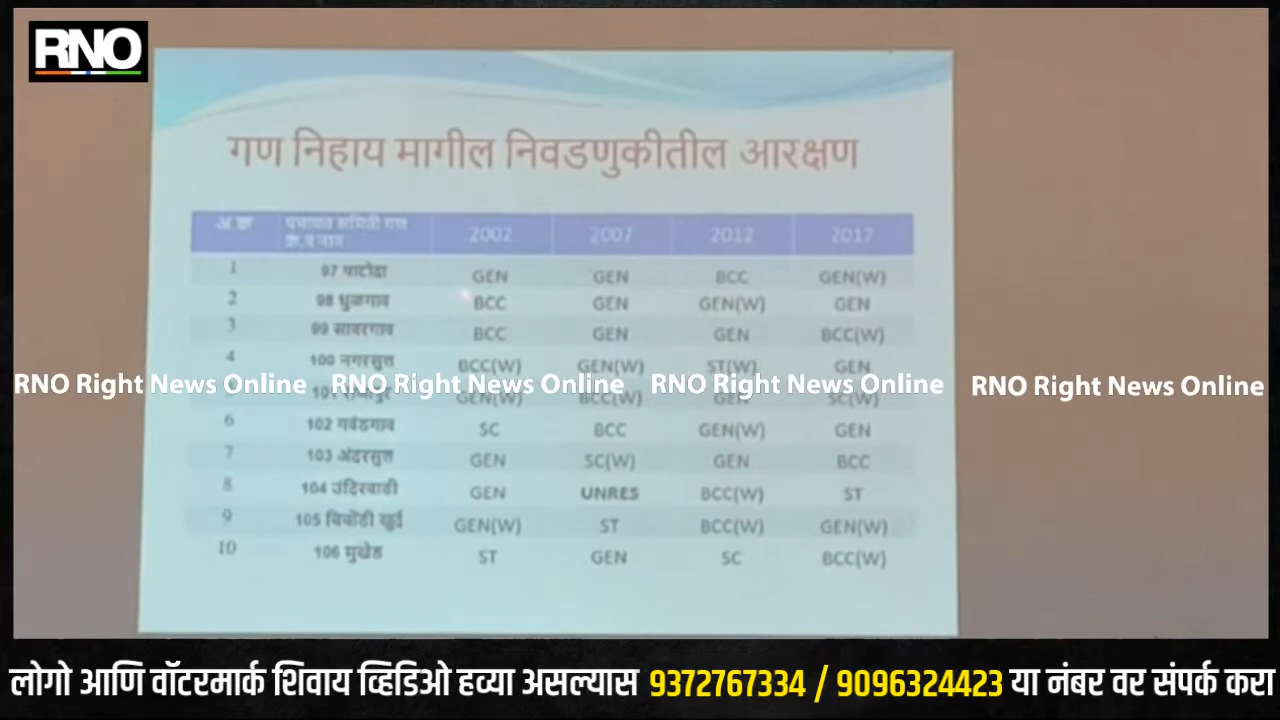 RNO
गण निहाय मागील निवडणुकीतील आरक्षण
अ.क्र पंचायत समिती गण क्र.व नाव 2002 2007 2012 2017
1 97 पाटोदा GEN GEN BCC GEN(W)
2 98 धुळगाव BCC GEN GEN(W) GEN
3 99 सावरगाव BCC GEN GEN BCC(W)
4 100 नगरसुल BCC(W) GEN(W) ST(W) GEN
RNO Right News Online RNO Right News Online RNO Right News Online RNO Right News Online
GEN(W) BCC(W) GEN SC(W)
6 102 गवंडगाव SC BCC GEN(W) GEN
7 103 अंदरसुल GEN SC(W) GEN BCC
8 104 उंदिरवाडी GEN UNRES BCC(W) ST
9 105 चिचोंडी खुर्द GEN(W) ST BCC(W) GEN(W)
10 106 मुखेड ST GEN SC BCC(W)
लोगो आणि वॉटरमार्क शिवाय व्हिडिओ हव्या असल्यास 9372767334 / 9096324423 या नंबर वर संपर्क करा